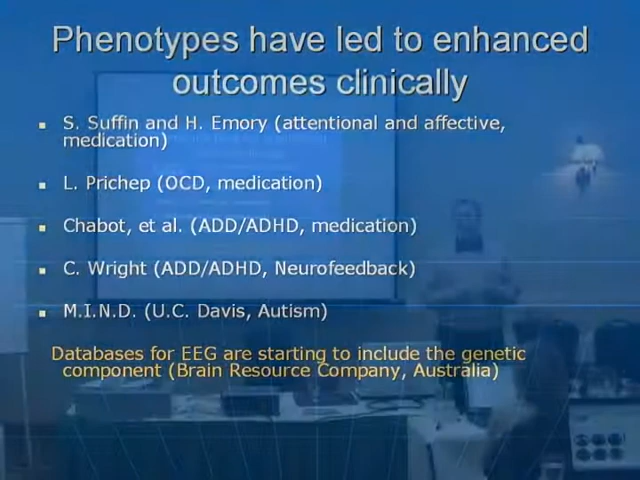 Phenotypes have led to enhanced
outcomes clinically
S. Suffin and H. Emory (attentional and affective,
medication)
L. Prichep (OCD, medication)
Chabot, et al. (ADD/ADHD, medication)
C. Wright (ADD/ADHD, Neurofeedback)
M.I.N.D. (U.C. Davis, Autism)
Databases for EEG are starting to include the genetic
component (Brain Resource Company, Australia)